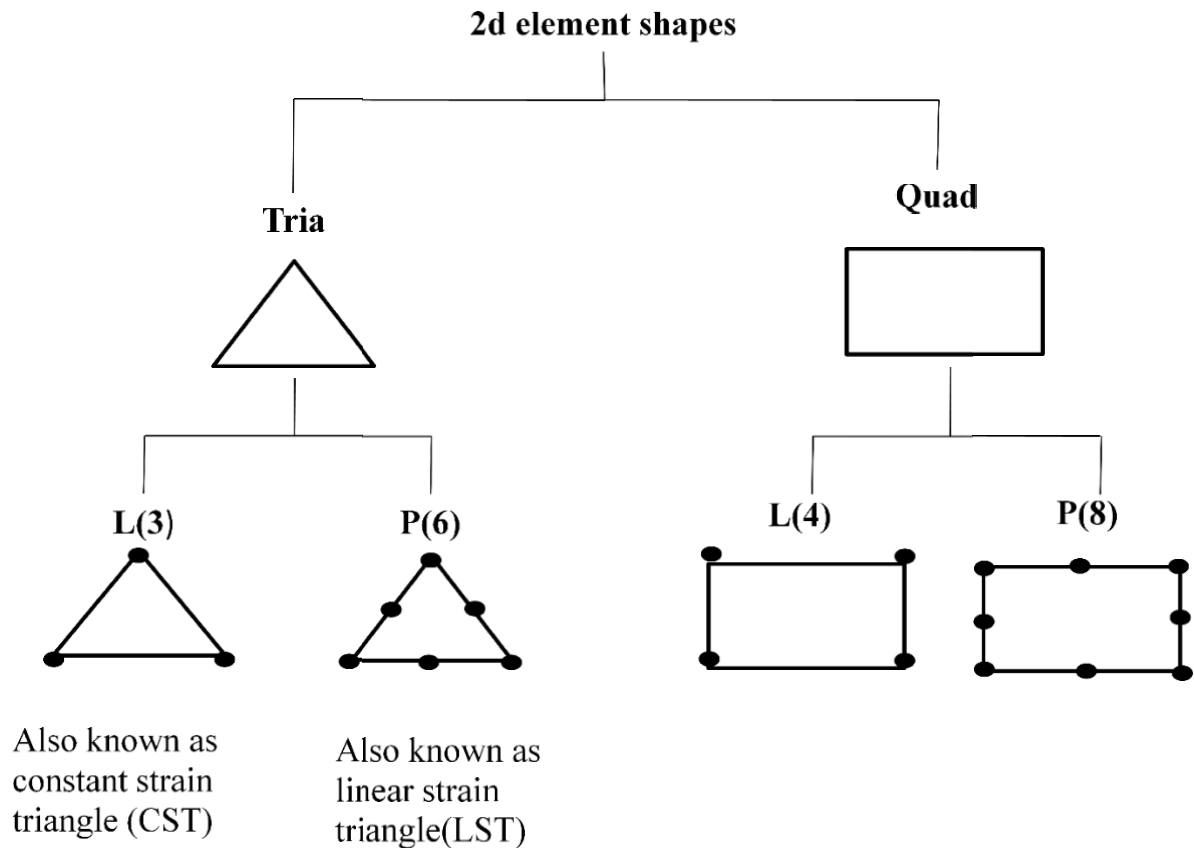 2d element shapes
Tria
Quad
L(3)
P(6)
L(4)
P(8)
Also known as
constant strain
triangle (CST)
Also known as
linear strain
triangle(LST)